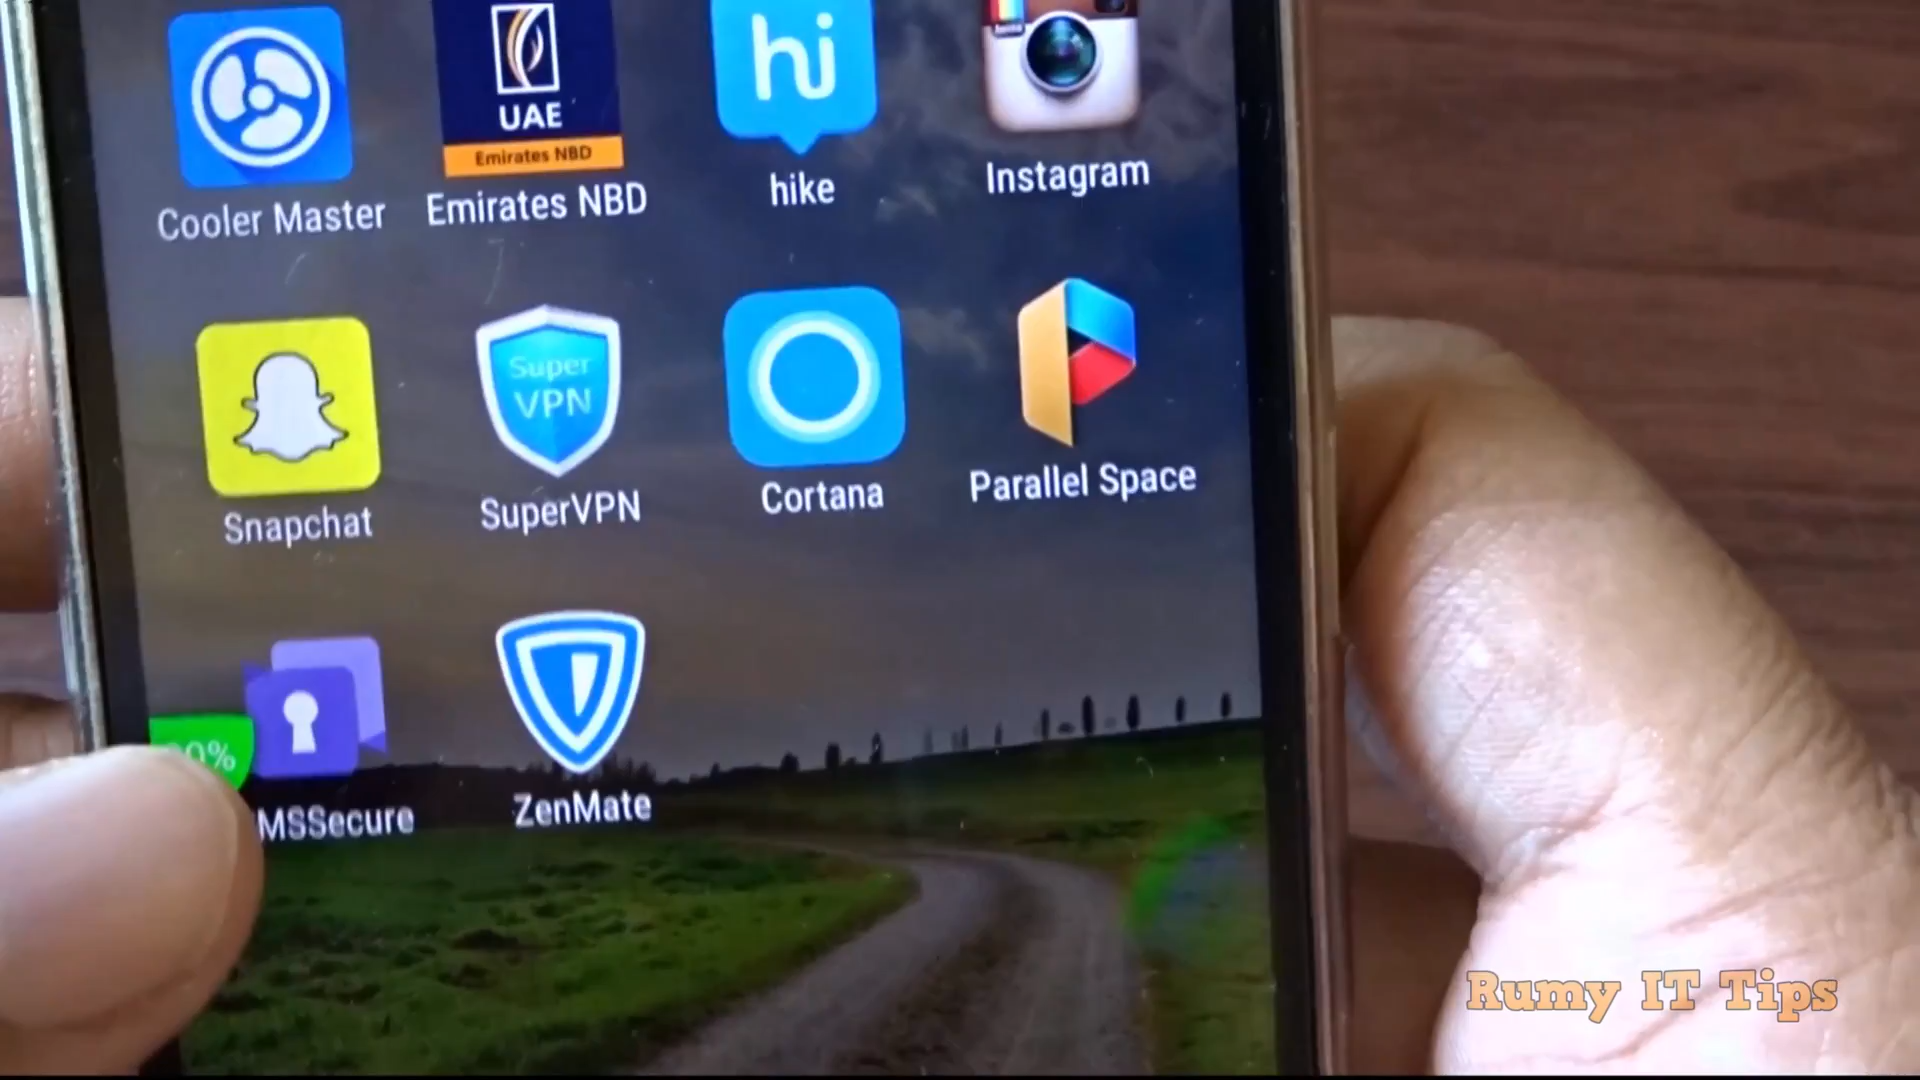 hi
UAE
Emirates NBD
Cooler Master
Emirates NBD
hike
Instagram
Super
VPN
Snapchat
SuperVPN
Cortana
Parallel Space
MSSecure
ZenMate
Rumy IT Tips